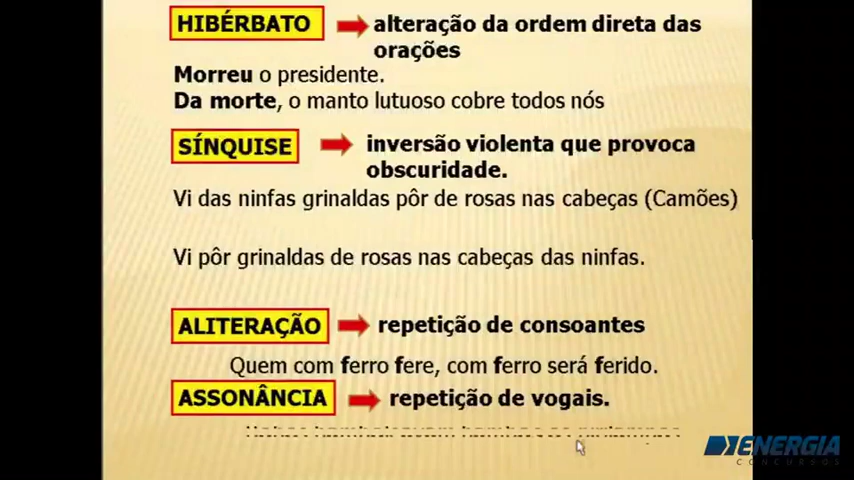 HIBÉRBATO alteração da ordem direta das
orações
Morreu o presidente.
Da morte, o manto lutuoso cobre todos nós
SÍNQUISE inversão violenta que provoca
obscuridade.
Vi das ninfas grinaldas pôr de rosas nas cabeças (Camões)
Vi pôr grinaldas de rosas nas cabeças das ninfas.
ALITERAÇÃO repetição de consoantes
Quem com ferro fere, com ferro será ferido.
ASSONÂNCIA repetição de vogais.
ENERGIA
CONCURSOS